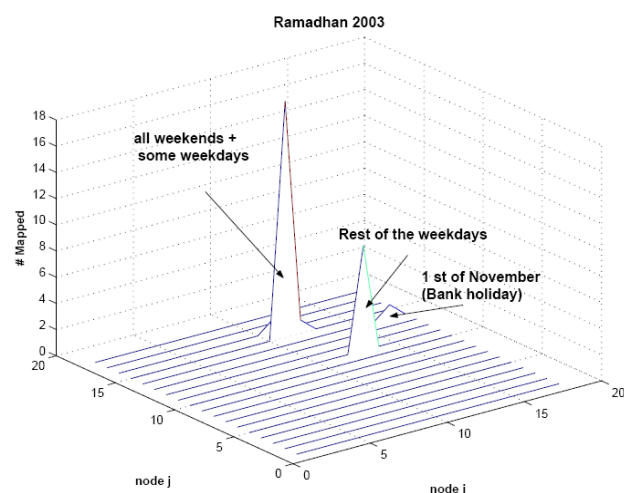 Ramadhan 2003
18
16
14
12
10
8
6
4
2
0
# Mapped
all weekends +
some weekdays
Rest of the weekdays
1 st of November
(Bank holiday)
20
15
10
5
0
node j
0
5
10
15
20
node i